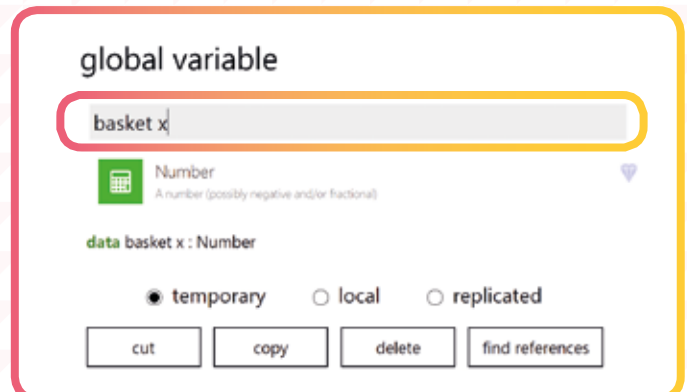 global variable
basket x
Number
A number (possibly negative and/or fractional)
data basket x : Number
temporary local replicated
cut copy delete find references